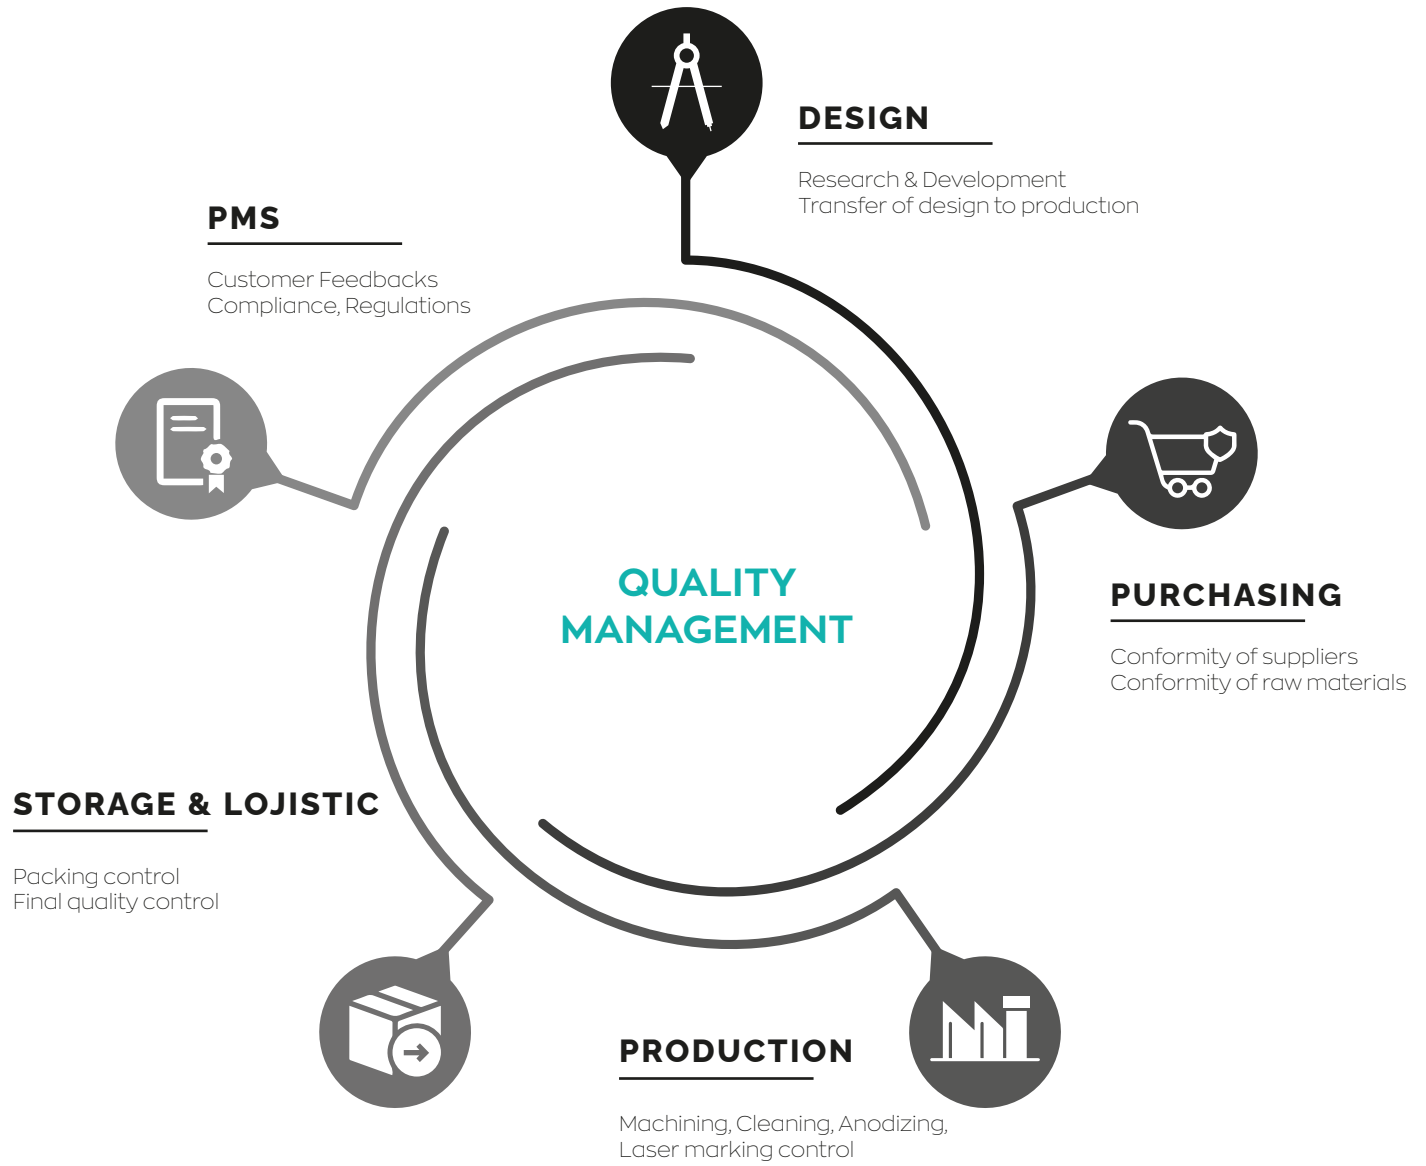 DESIGN
Research & Development
Transfer of design to production
PMS
Customer Feedbacks
Compliance, Regulations
QUALITY
MANAGEMENT
PURCHASING
Conformity of suppliers
Conformity of raw materials
STORAGE & LOJISTIC
Packing control
Final quality control
PRODUCTION
Machining, Cleaning, Anodizing,
Laser marking control